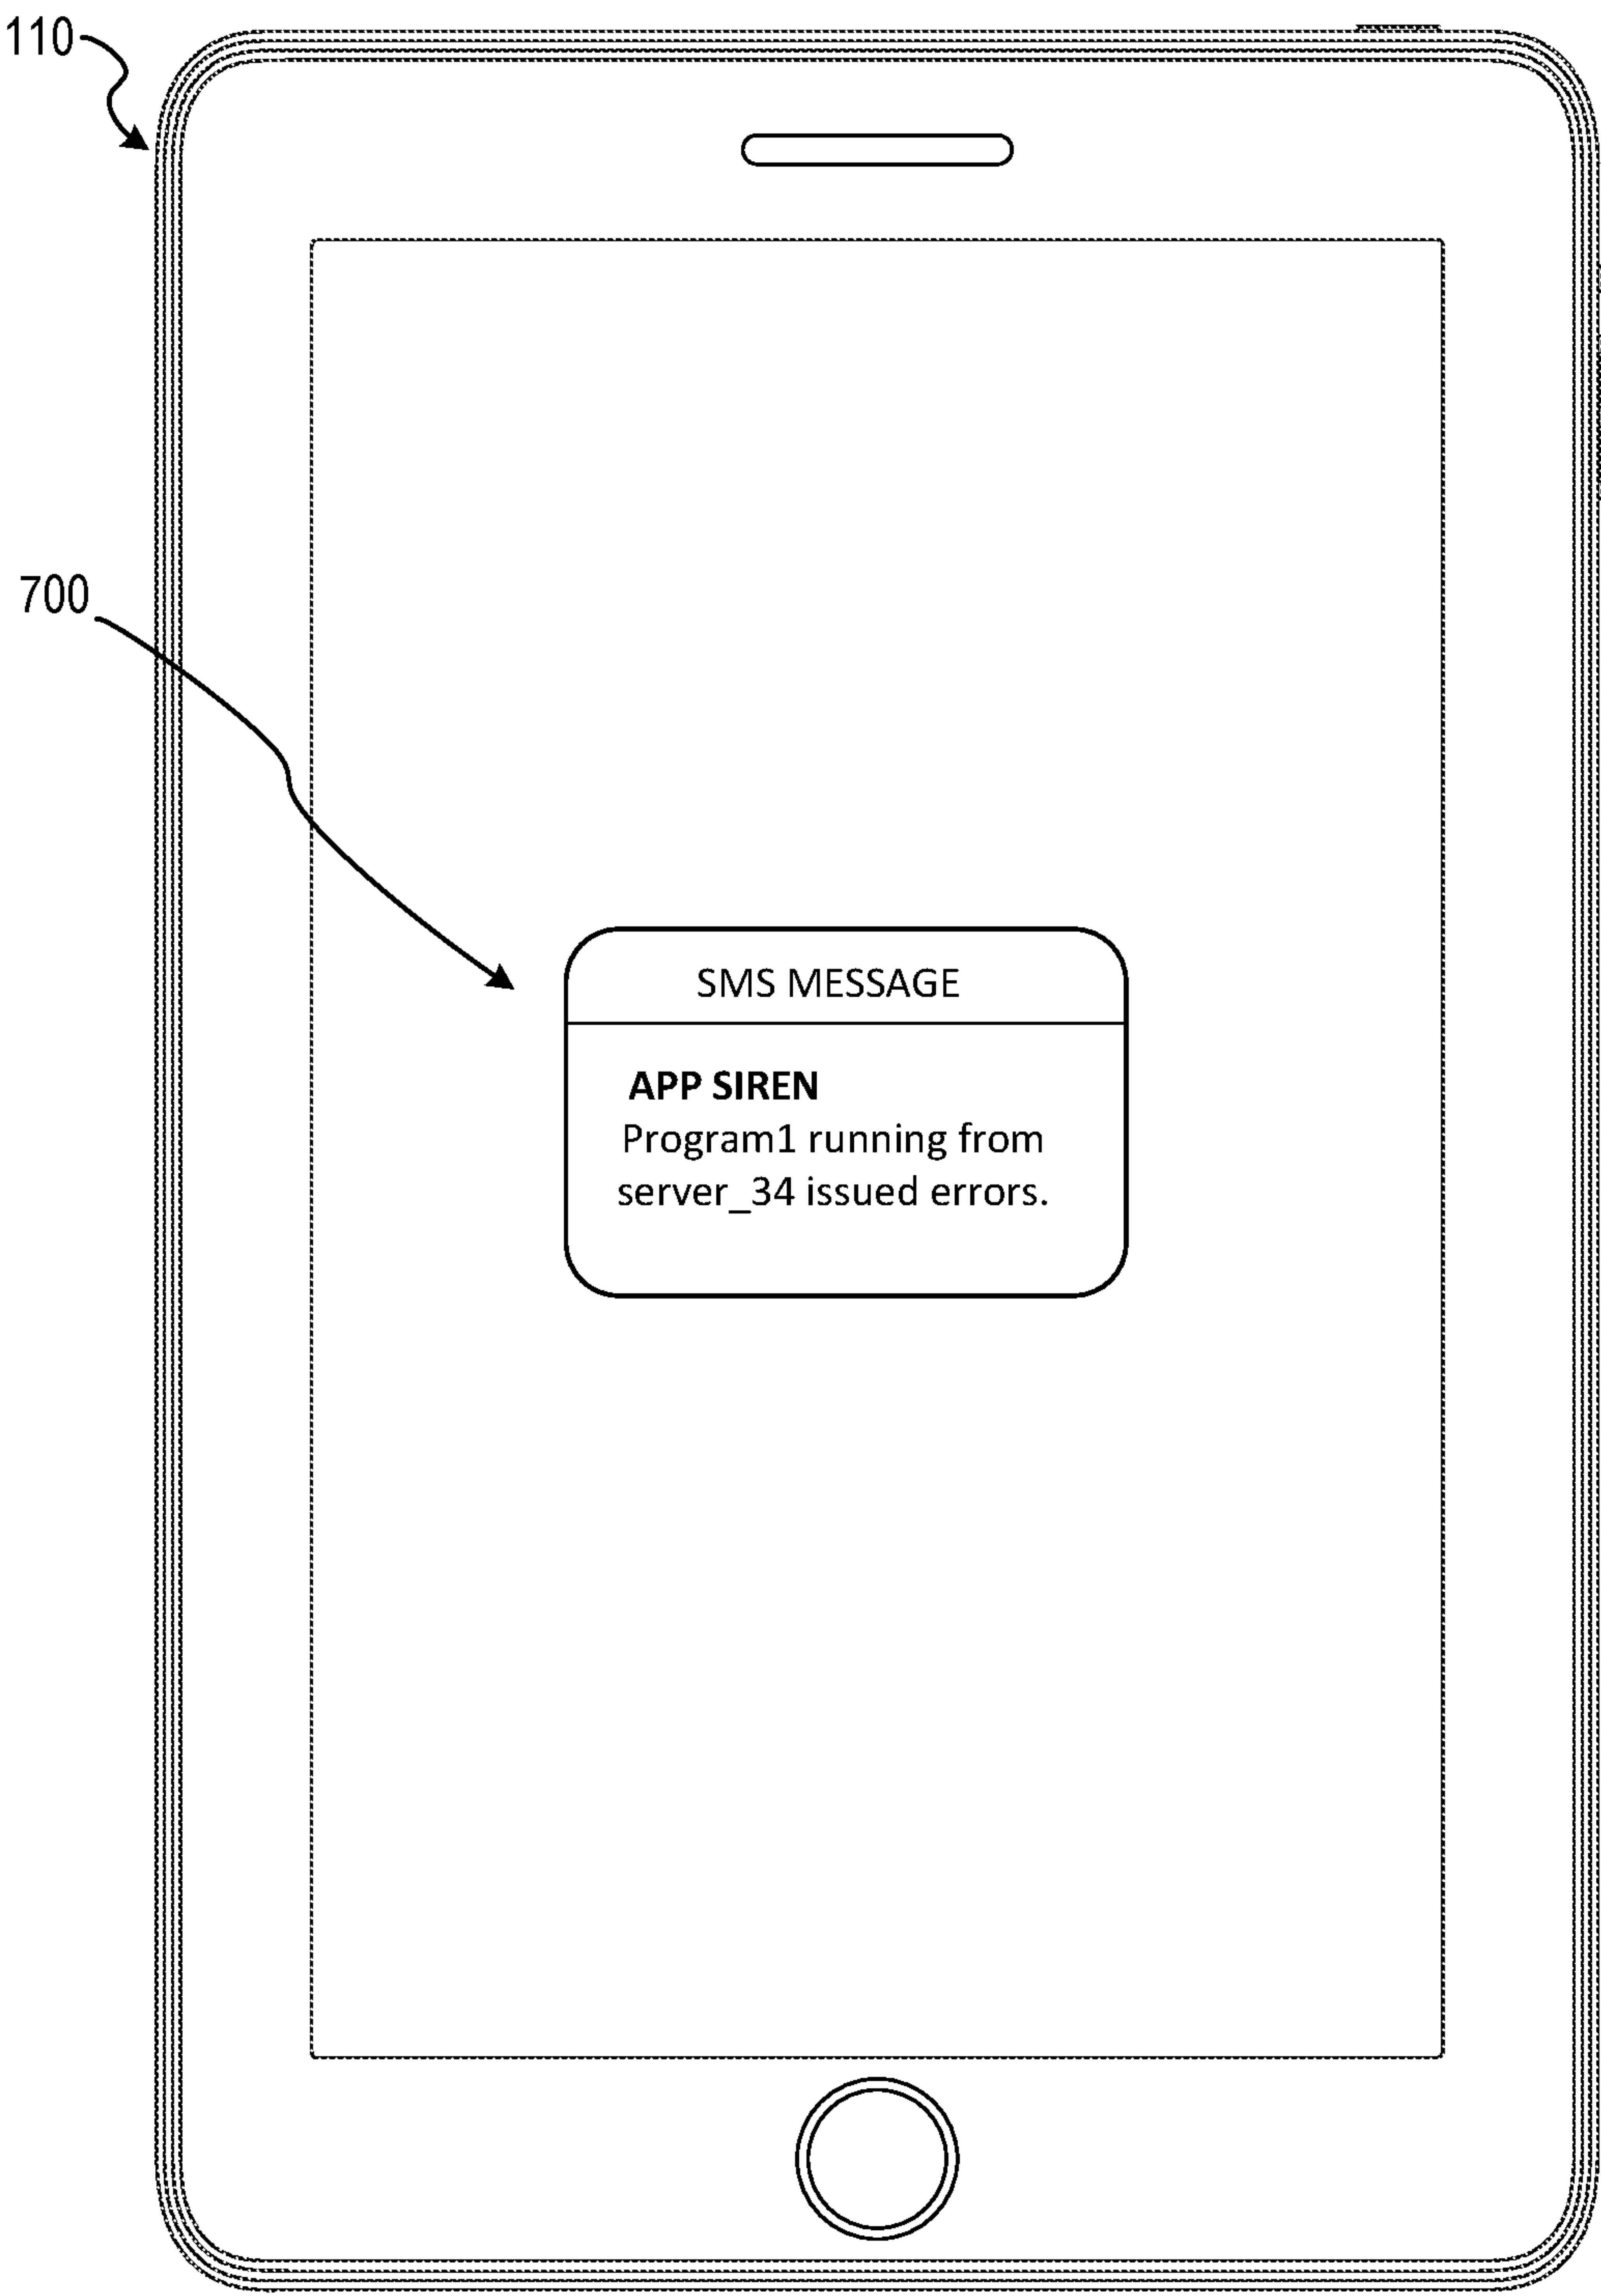 110
700
SMS MESSAGE
APP SIREN
Program1 running from
server_34 issued errors.